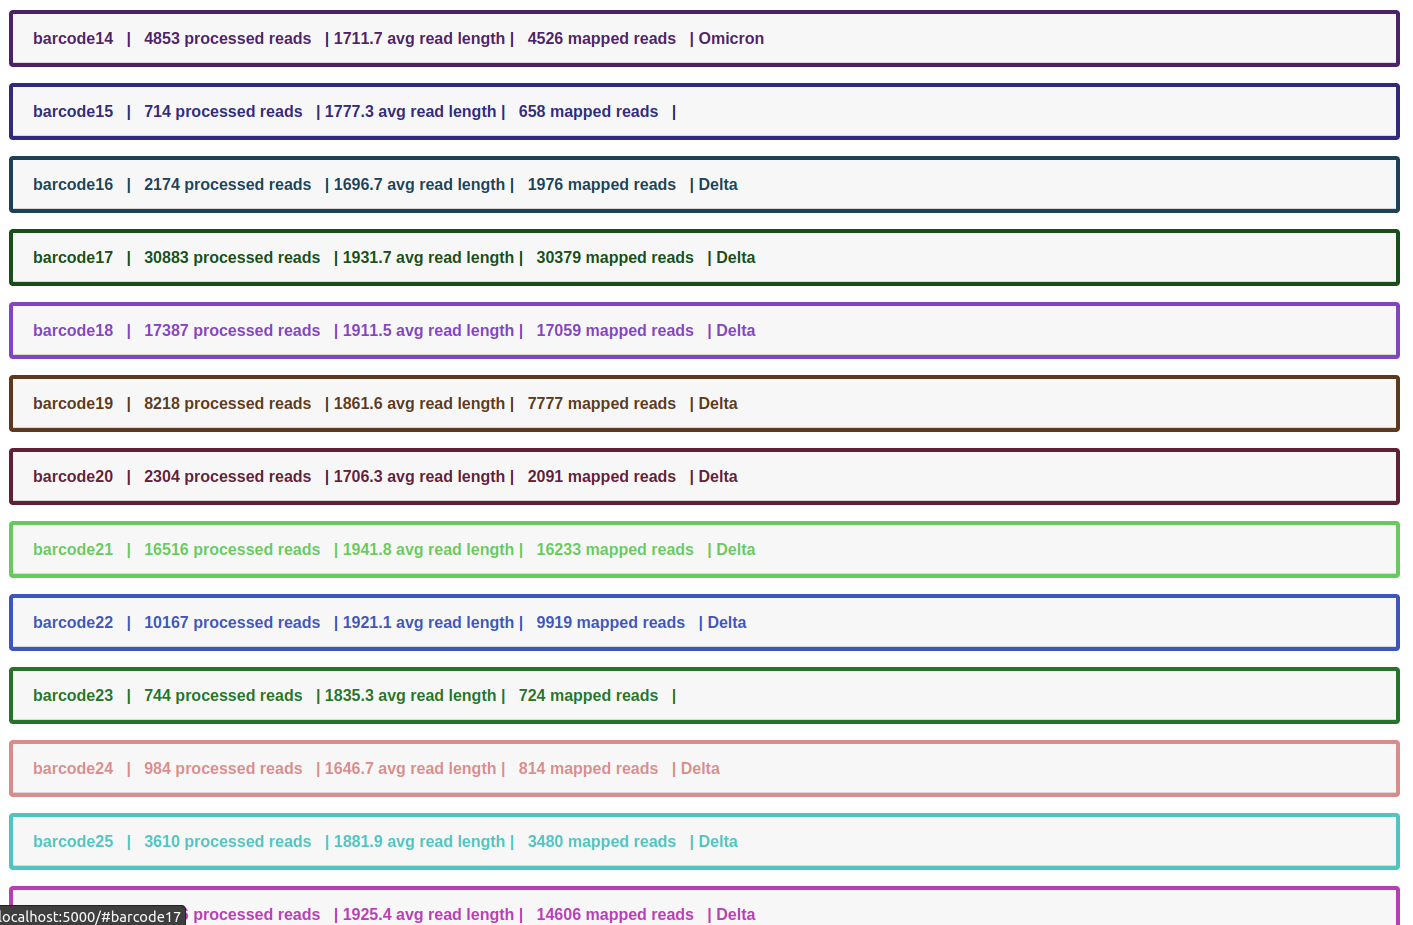 barcode14 | 4853 processed reads | 1711.7 avg read length | 4526 mapped reads | Omicron
barcode15 | 714 processed reads | 1777.3 avg read length | 658 mapped reads |
barcode16 | 2174 processed reads | 1696.7 avg read length | 1976 mapped reads | Delta
barcode17 | 30883 processed reads | 1931.7 avg read length | 30379 mapped reads | Delta
barcode18 | 17387 processed reads | 1911.5 avg read length | 17059 mapped reads | Delta
barcode19 | 8218 processed reads | 1861.6 avg read length | 7777 mapped reads | Delta
barcode20 | 2304 processed reads | 1706.3 avg read length | 2091 mapped reads | Delta
barcode21 | 16516 processed reads | 1941.8 avg read length | 16233 mapped reads | Delta
barcode22 | 10167 processed reads | 1921.1 avg read length | 9919 mapped reads | Delta
barcode23 | 744 processed reads | 1835.3 avg read length | 724 mapped reads |
barcode24 | 984 processed reads | 1646.7 avg read length | 814 mapped reads | Delta
barcode25 | 3610 processed reads | 1881.9 avg read length | 3480 mapped reads | Delta
processed reads | 1925.4 avg read length | 14606 mapped reads | Delta
localhost:5000/#barcode17